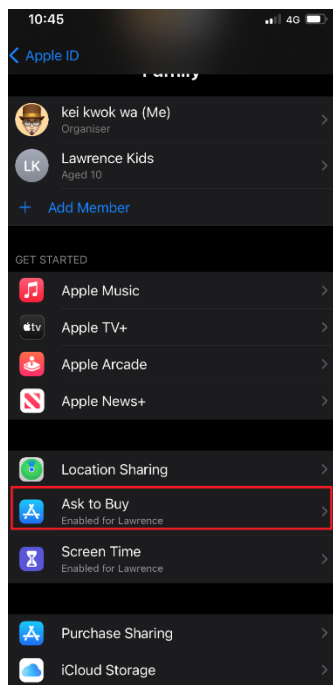 10:45
4G
Apple ID
Family
kei kwok wa (Me)
Organiser
LK
Lawrence Kids
Aged 10
+ Add Member
GET STARTED
Apple Music
tv
Apple TV+
Apple Arcade
Apple News+
Location Sharing
Ask to Buy
Enabled for Lawrence
Screen Time
Enabled for Lawrence
Purchase Sharing
iCloud Storage